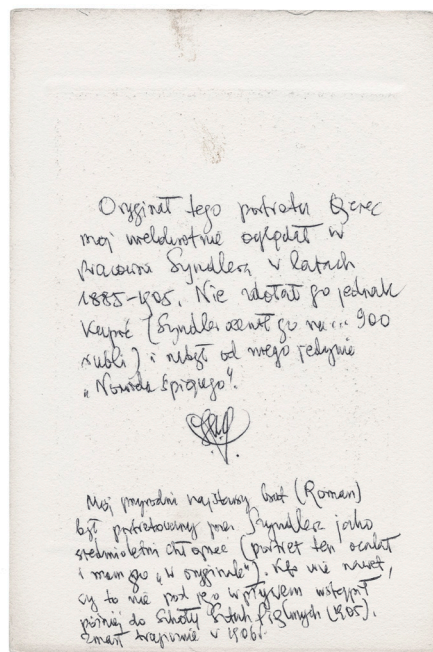 Oryginał tego portretu Ojciec
mój wielokrotnie oglądał w
pracowni Syndlera w latach
1885-1905. Nie zdołał go jednak
kupić (Syndler ocenił go na... 900
rubli) i nabył od niego jedynie
„Norwida śpiącego".
Mój przyrodni najstarszy brat (Roman)
był portretowany przez Syndlera jako
siedmioletni chłopiec (portret ten ocalał
i mam go „w oryginale"). Kto wie nawet,
czy to nie pod jego wpływem wstąpił
później do Szkoły Sztuk Pięknych (1905).
Zmarł tragicznie w 1906.